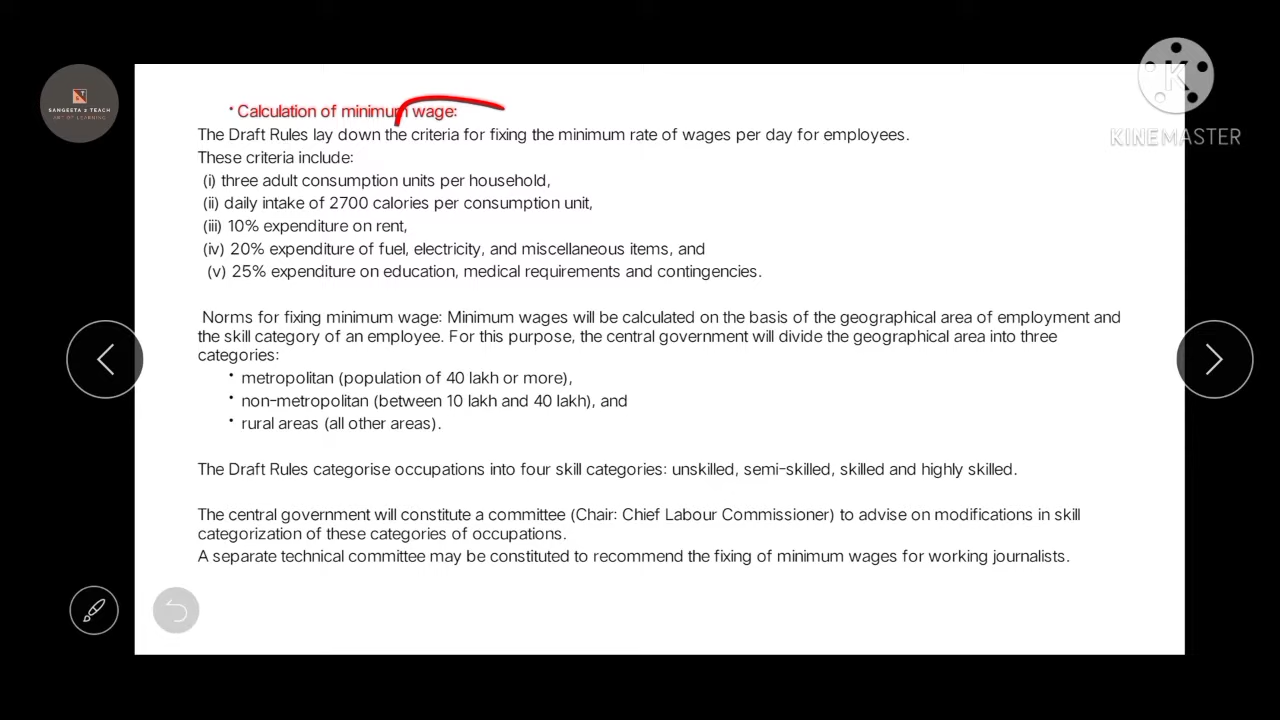 SANGEETA 2 TEACH
ART OF LEARNING
K
KINEMASTER
• Calculation of minimum wage:
The Draft Rules lay down the criteria for fixing the minimum rate of wages per day for employees.
These criteria include:
(i) three adult consumption units per household,
(ii) daily intake of 2700 calories per consumption unit,
(iii) 10% expenditure on rent,
(iv) 20% expenditure of fuel, electricity, and miscellaneous items, and
(v) 25% expenditure on education, medical requirements and contingencies.
Norms for fixing minimum wage: Minimum wages will be calculated on the basis of the geographical area of employment and
the skill category of an employee. For this purpose, the central government will divide the geographical area into three
categories:
• metropolitan (population of 40 lakh or more),
• non-metropolitan (between 10 lakh and 40 lakh), and
• rural areas (all other areas).
The Draft Rules categorise occupations into four skill categories: unskilled, semi-skilled, skilled and highly skilled.
The central government will constitute a committee (Chair: Chief Labour Commissioner) to advise on modifications in skill
categorization of these categories of occupations.
A separate technical committee may be constituted to recommend the fixing of minimum wages for working journalists.